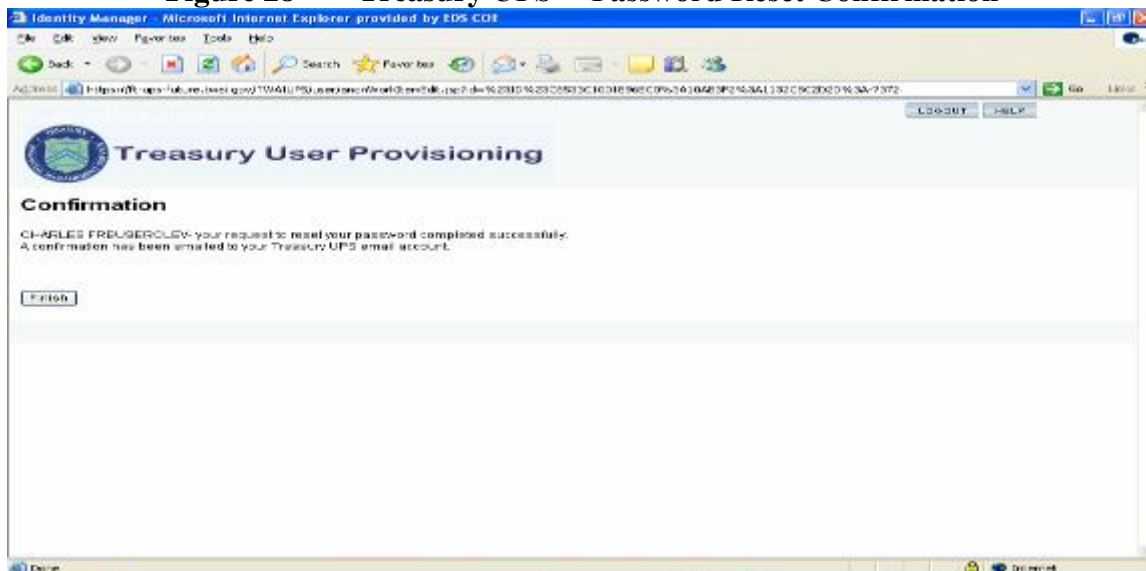 Treasury UPS
Password Reset Confirmation
Identity Manager - Microsoft Internet Explorer provided by EDS COE
File Edit View Favorites Tools Help
Back Search Favorites
Address Go Links
LOGOUT HELP
Treasury User Provisioning
Confirmation
your request to reset your password completed successfully.
A confirmation has been emailed to your Treasury UPS email account.
Finish
Done Internet